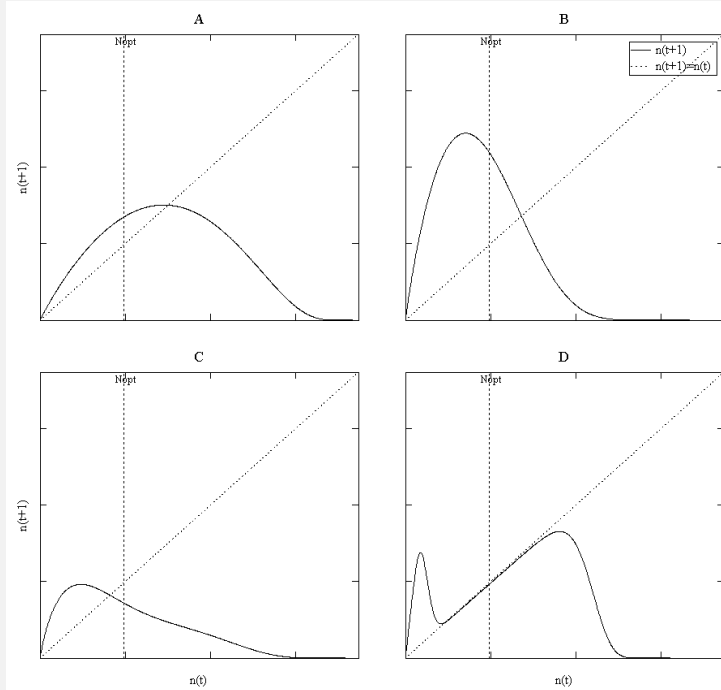 A
B
Nopt
Nopt
n(t+1)
n(t+1)=n(t)
n(t+1)
C
D
Nopt
Nopt
n(t+1)
n(t)
n(t)